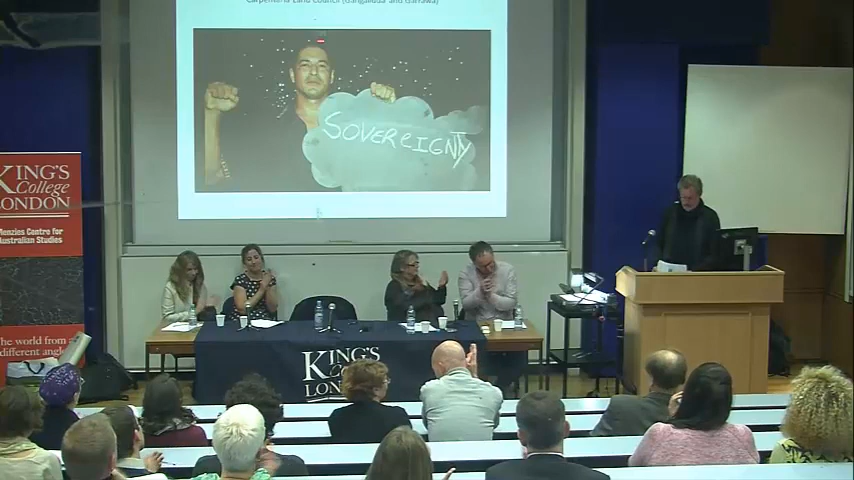 Carpentaria Land Council (Gangalidda and Garrawa)
SOVEREIGNTY
KING'S
College
LONDON
Menzies Centre for
Australian Studies
The world from
different angle
KING'S
College
LONDON